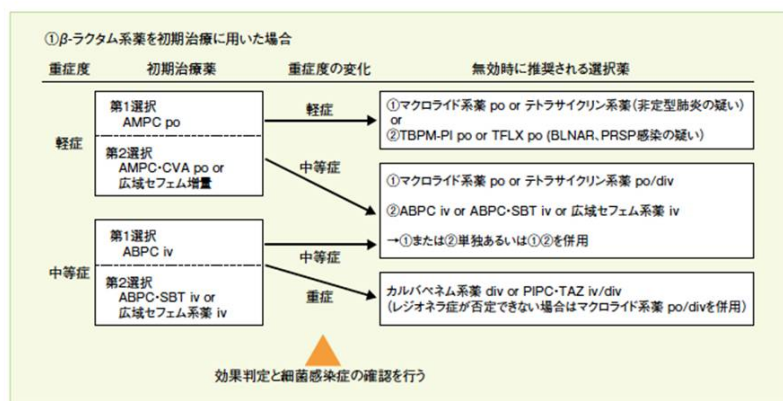 ①β-ラクタム系薬を初期治療に用いた場合
重症度 初期治療薬 重症度の変化 無効時に推奨される選択薬
軽症
第1選択
AMPC po
第2選択
AMPC・CVA po or
広域セフェム増量
軽症
中等症
①マクロライド系薬 po or テトラサイクリン系薬(非定型肺炎の疑い)
or
②TBPM-PI po or TFLX po (BLNAR、PRSP感染の疑い)
①マクロライド系薬 po or テトラサイクリン系薬 po/div
②ABPC iv or ABPC・SBT iv or 広域セフェム系薬 iv
→①または②単独あるいは①②を併用
中等症
第1選択
ABPC iv
第2選択
ABPC・SBT iv or
広域セフェム系薬 iv
中等症
重症
カルバペネム系薬 div or PIPC・TAZ iv/div
(レジオネラ症が否定できない場合はマクロライド系薬 po/divを併用)
効果判定と細菌感染症の確認を行う